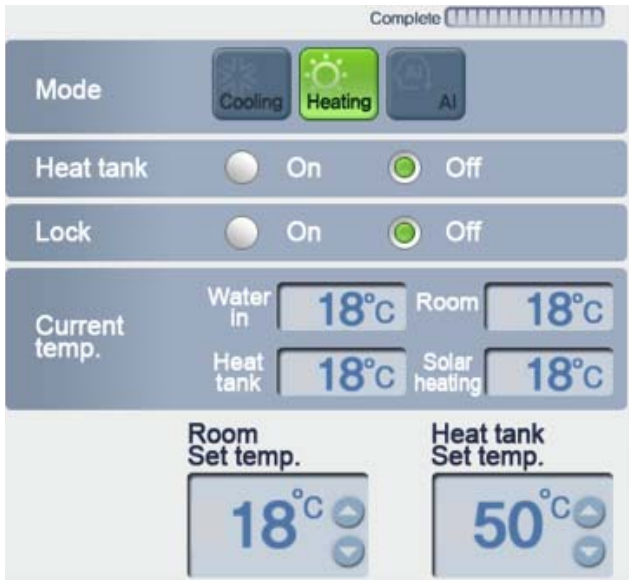 Complete
Mode
Cooling Heating AI AI
Heat tank On Off
Lock On Off
Current temp.
Water in 18°C Room 18°C
Heat tank 18°C Solar heating 18°C
Room Set temp.
18°C
Heat tank Set temp.
50°C